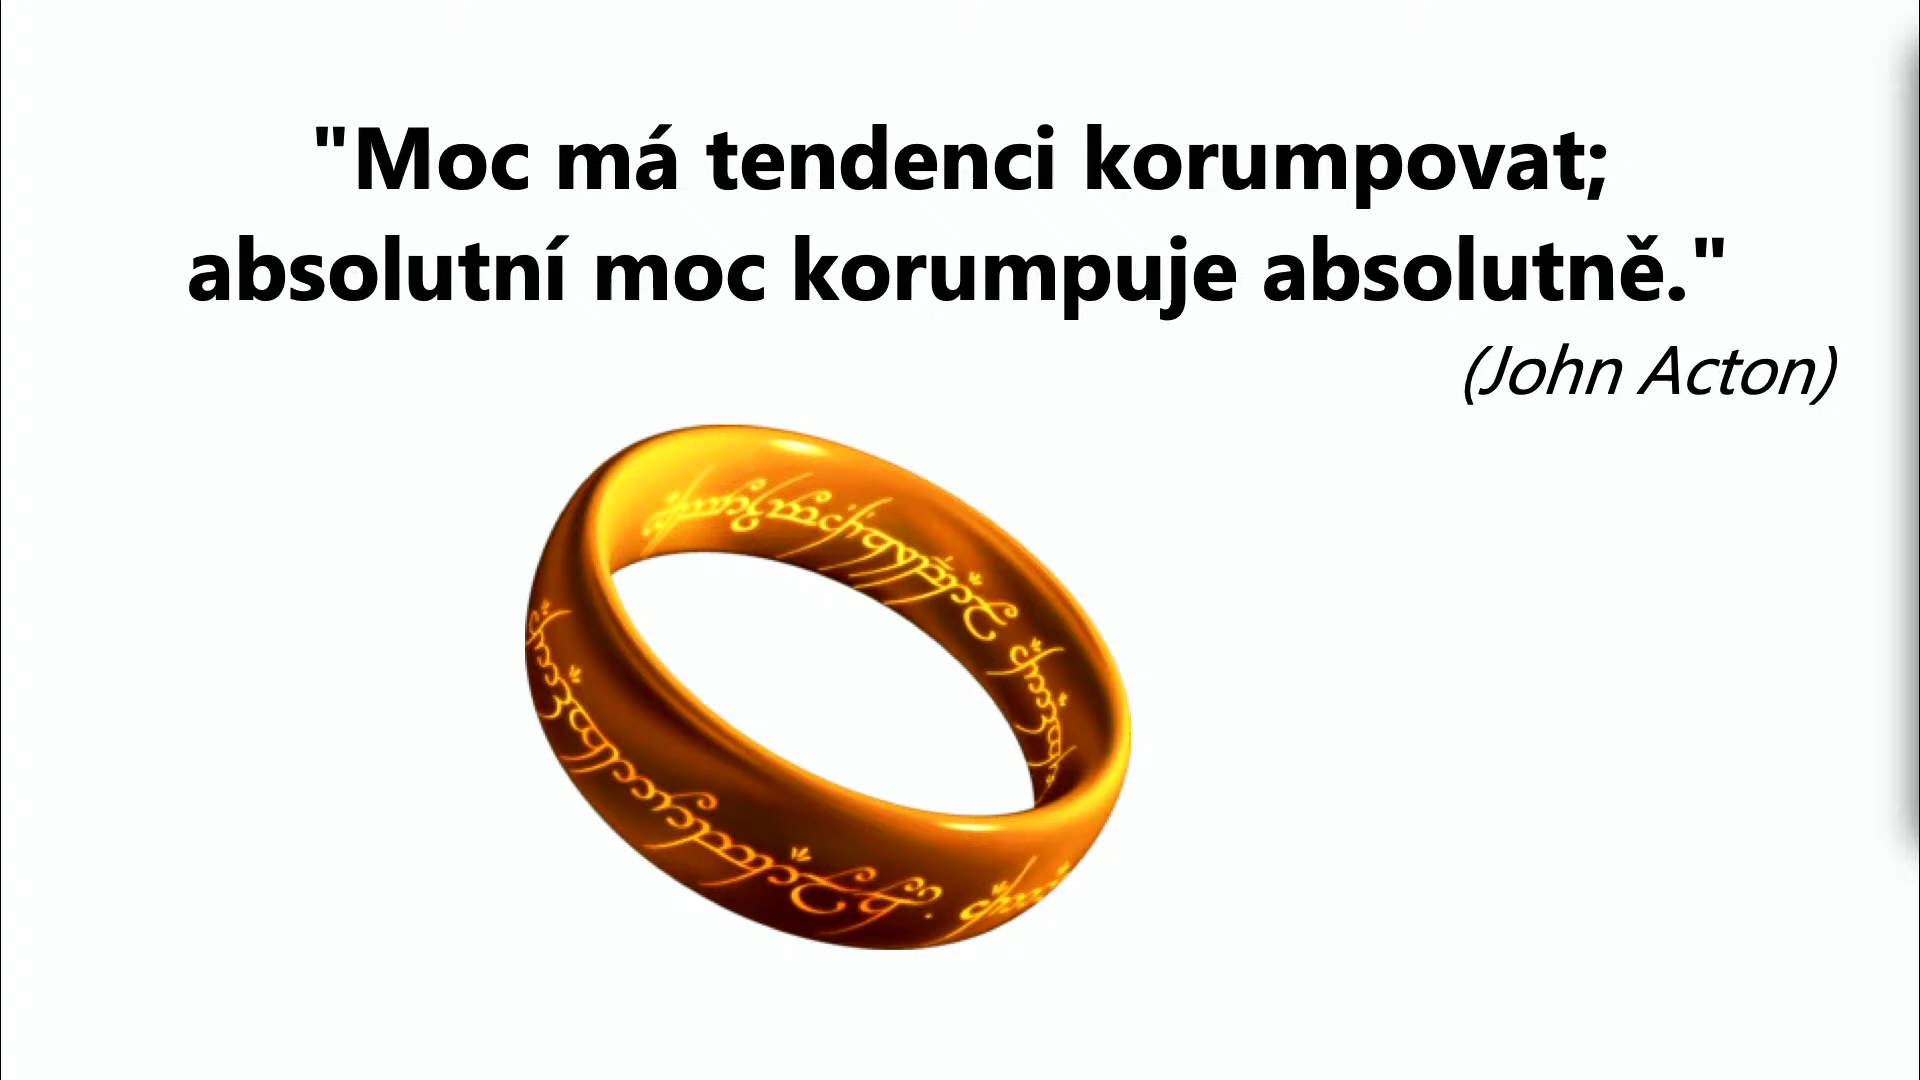 "Moc má tendenci korumpovat;
absolutní moc korumpuje absolutně."
(John Acton)